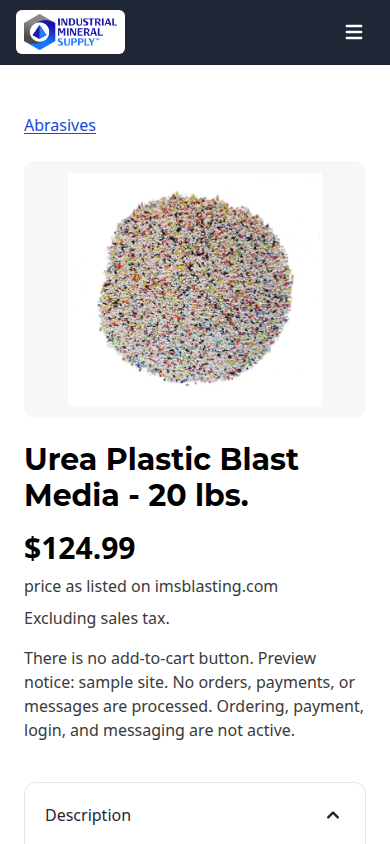 INDUSTRIAL
MINERAL
SUPPLY™
Abrasives
Urea Plastic Blast
Media - 20 lbs.
$124.99
price as listed on imsblasting.com
Excluding sales tax.
There is no add-to-cart button. Preview
notice: sample site. No orders, payments, or
messages are processed. Ordering, payment,
login, and messaging are not active.
Description